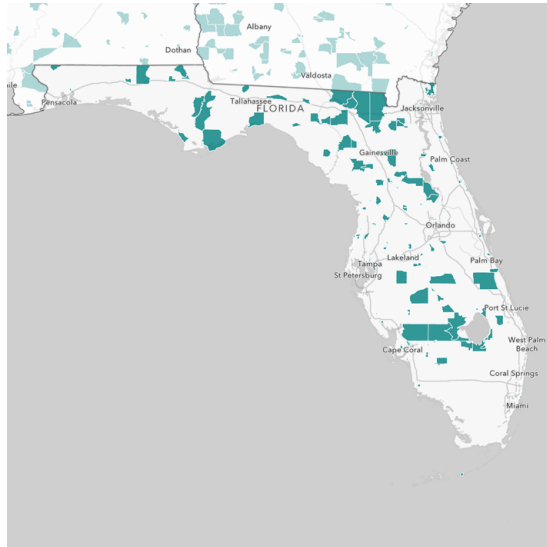 Albany
Dothan
Valdosta
ile
Pensacola
Tallahassee
FLORIDA
Jacksonville
Gainesville
Palm Coast
Orlando
Lakeland
Tampa
St Petersburg
Palm Bay
Port St Lucie
West Palm
Beach
Cape Coral
Coral Springs
Miami